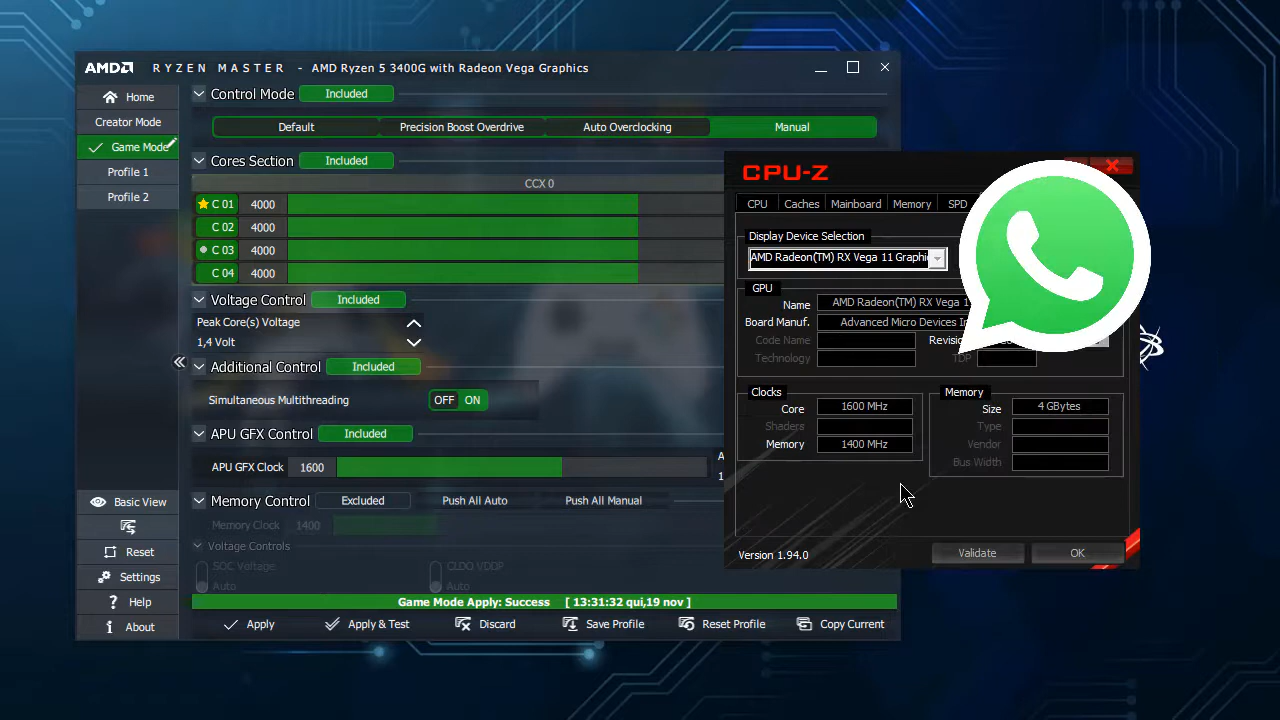 AMD RYZEN MASTER - AMD Ryzen 5 3400G with Radeon Vega Graphics
Home
Creator Mode
Game Mode
Profile 1
Profile 2
Basic View
Reset
Settings
Help
About
Control Mode Included
Default Precision Boost Overdrive Auto Overclocking Manual
Cores Section Included
CCX 0
C 01 4000
C 02 4000
C 03 4000
C 04 4000
Voltage Control Included
Peak Core(s) Voltage
1,4 Volt
Additional Control Included
Simultaneous Multithreading OFF ON
APU GFX Control Included
APU GFX Clock 1600
Memory Control Excluded Push All Auto Push All Manual
Memory Clock 1400
Voltage Controls
SOC Voltage CLDO VDDP
Auto Auto
Game Mode Apply: Success [ 13:31:32 qui,19 nov ]
Apply Apply & Test Discard Save Profile Reset Profile Copy Current
CPU-Z
CPU Caches Mainboard Memory SPD
Display Device Selection
AMD Radeon(TM) RX Vega 11 Graphi
GPU
Name AMD Radeon(TM) RX Vega 1
Board Manuf. Advanced Micro Devices In
Code Name Revis
Technology TDP
Clocks
Core 1600 MHz
Shaders
Memory 1400 MHz
Memory
Size 4 GBytes
Type
Vendor
Bus Width
Version 1.94.0 Validate OK